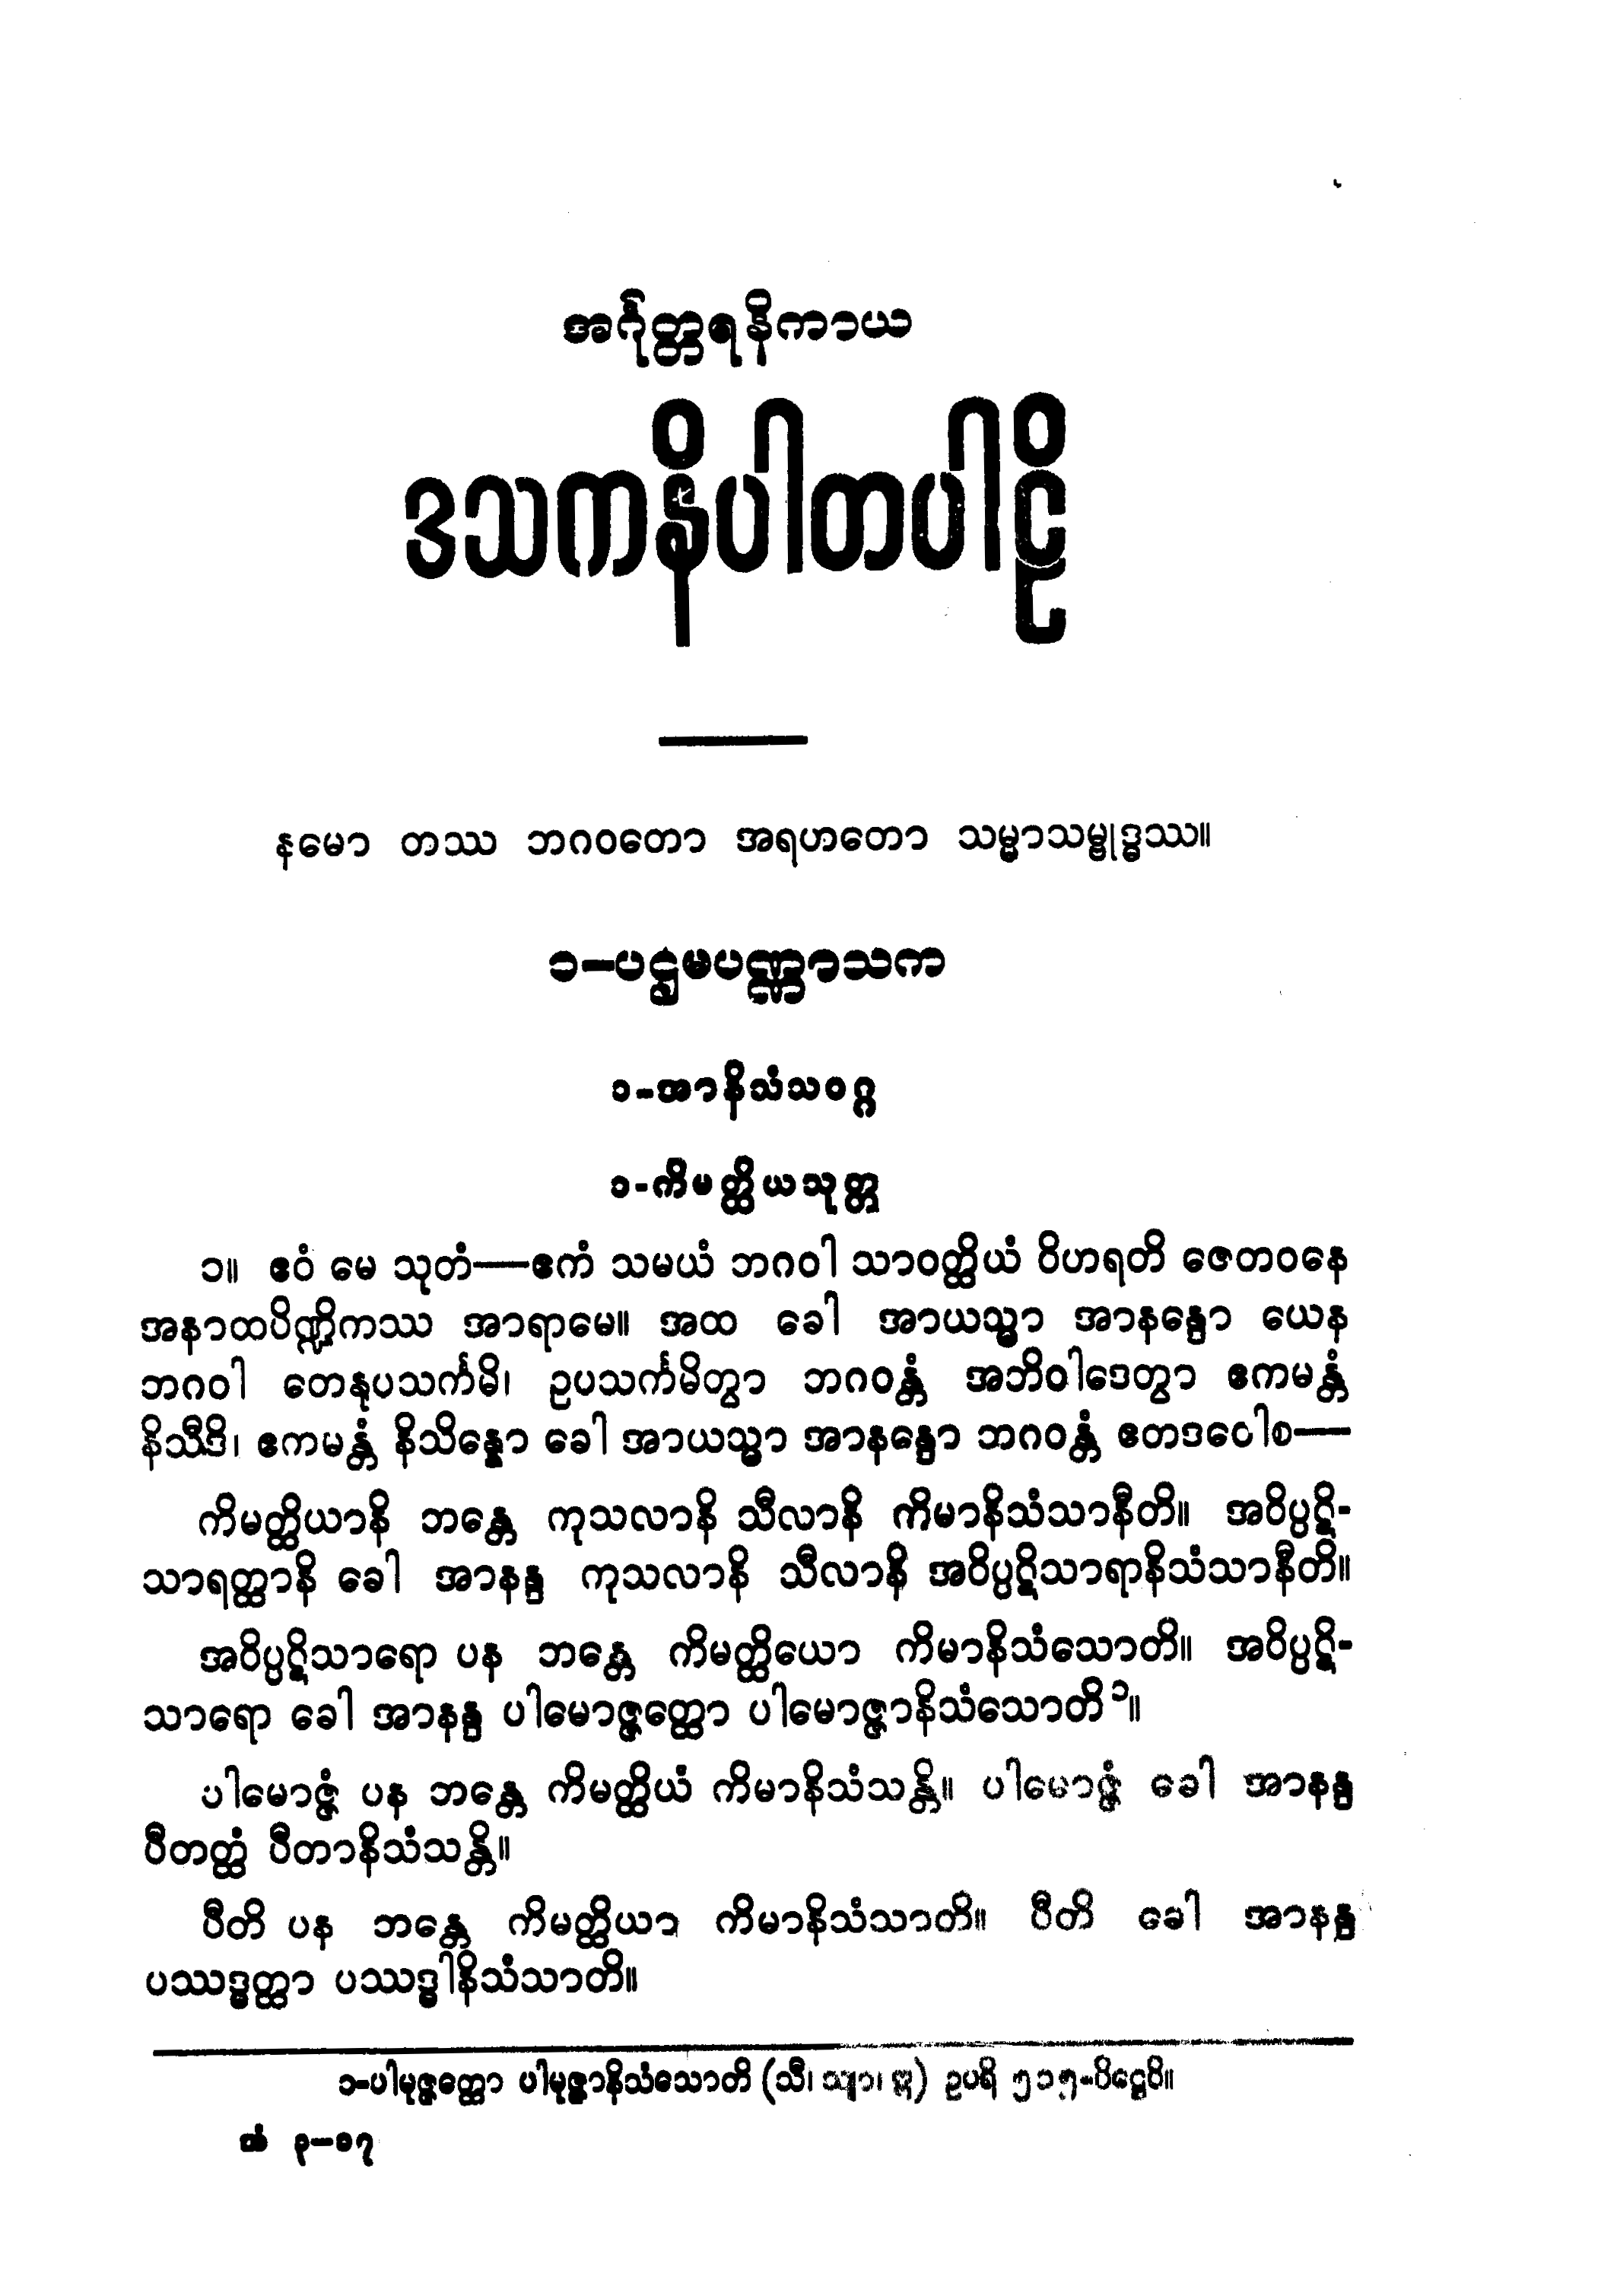 အင်္ဂုတ္တရနိကာယ
ဒသကနိပါတပါဠိ
နမော တဿ ဘဂဝတော အရဟတော သမ္မာသမ္ဗုဒ္ဓဿ။
၁–ပဌမပဏ္ဏာသက
၁-အာနိသံသဝဂ္ဂ
၁-ကိမတ္ထိယသုတ္တ
၁။ ဧဝံ မေ သုတံ—ဧကံ သမယံ ဘဂဝါ သာဝတ္ထိယံ ဝိဟရတိ ဇေတဝနေ
အနာထပိဏ္ဍိကဿ အာရာမေ။ အထ ခေါ အာယသ္မာ အာနန္ဒော ယေန
ဘဂဝါ တေနုပသင်္ကမိ၊ ဥပသင်္ကမိတွာ ဘဂဝန္တံ အဘိဝါဒေတွာ ဧကမန္တံ
နိသီဒိ၊ ဧကမန္တံ နိသိန္နော ခေါ အာယသ္မာ အာနန္ဒော ဘဂဝန္တံ ဧတဒဝေါစ—
ကိမတ္ထိယာနိ ဘန္တေ ကုသလာနိ သီလာနိ ကိမာနိသံသာနီတိ။ အဝိပ္ပဋိ-
သာရတ္ထာနိ ခေါ အာနန္ဒ ကုသလာနိ သီလာနိ အဝိပ္ပဋိသာရာနိသံသာနီတိ။
အဝိပ္ပဋိသာရော ပန ဘန္တေ ကိမတ္ထိယော ကိမာနိသံသောတိ။ အဝိပ္ပဋိ-
သာရော ခေါ အာနန္ဒ ပါမောဇ္ဇတ္ထော ပါမောဇ္ဇာနိသံသောတိ ၁။
ပါမောဇ္ဇံ ပန ဘန္တေ ကိမတ္ထိယံ ကိမာနိသံသန္တိ။ ပါမောဇ္ဇံ ခေါ အာနန္ဒ
ပီတတ္ထံ ပီတာနိသံသန္တိ။
ပီတိ ပန ဘန္တေ ကိမတ္ထိယာ ကိမာနိသံသာတိ။ ပီတိ ခေါ အာနန္ဒ
ပဿဒ္ဓတ္ထာ ပဿဒ္ဓါနိသံသာတိ။
၁-ပါမုဇ္ဇတ္ထော ပါမုဇ္ဇာနိသံသောတိ (သီ၊ သျာ၊ ဣ) ဥပရိ ၅၁၅-ပိဋ္ဌေပိ။
အံ ၃–၁၇